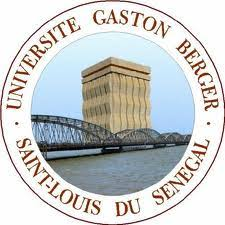 UNIVERSITE GASTON BERGER
SAINT-LOUIS DU SENEGAL